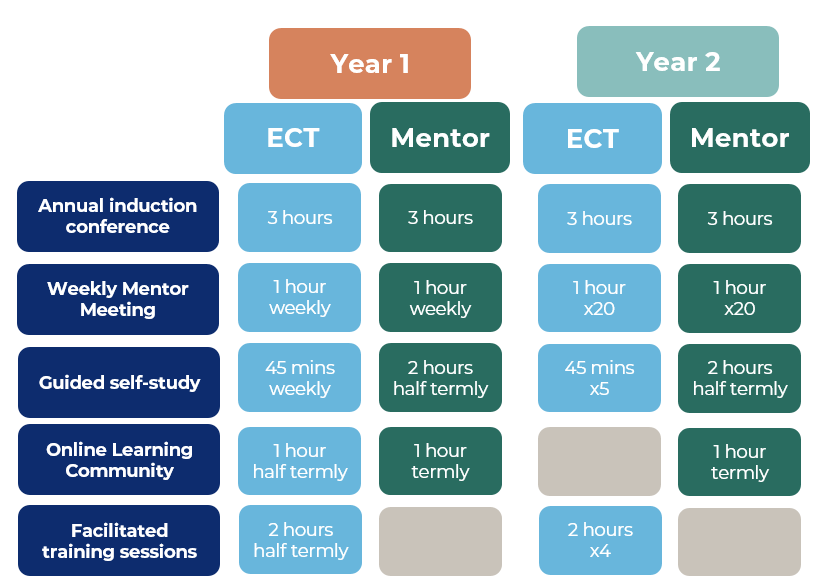 Year 1
Year 2
ECT
Mentor
ECT
Mentor
Annual induction
conference
3 hours
3 hours
3 hours
3 hours
Weekly Mentor
Meeting
1 hour
weekly
1 hour
weekly
1 hour
x20
1 hour
x20
Guided self-study
45 mins
weekly
2 hours
half termly
45 mins
x5
2 hours
half termly
Online Learning
Community
1 hour
half termly
1 hour
termly
1 hour
termly
Facilitated
training sessions
2 hours
half termly
2 hours
x4